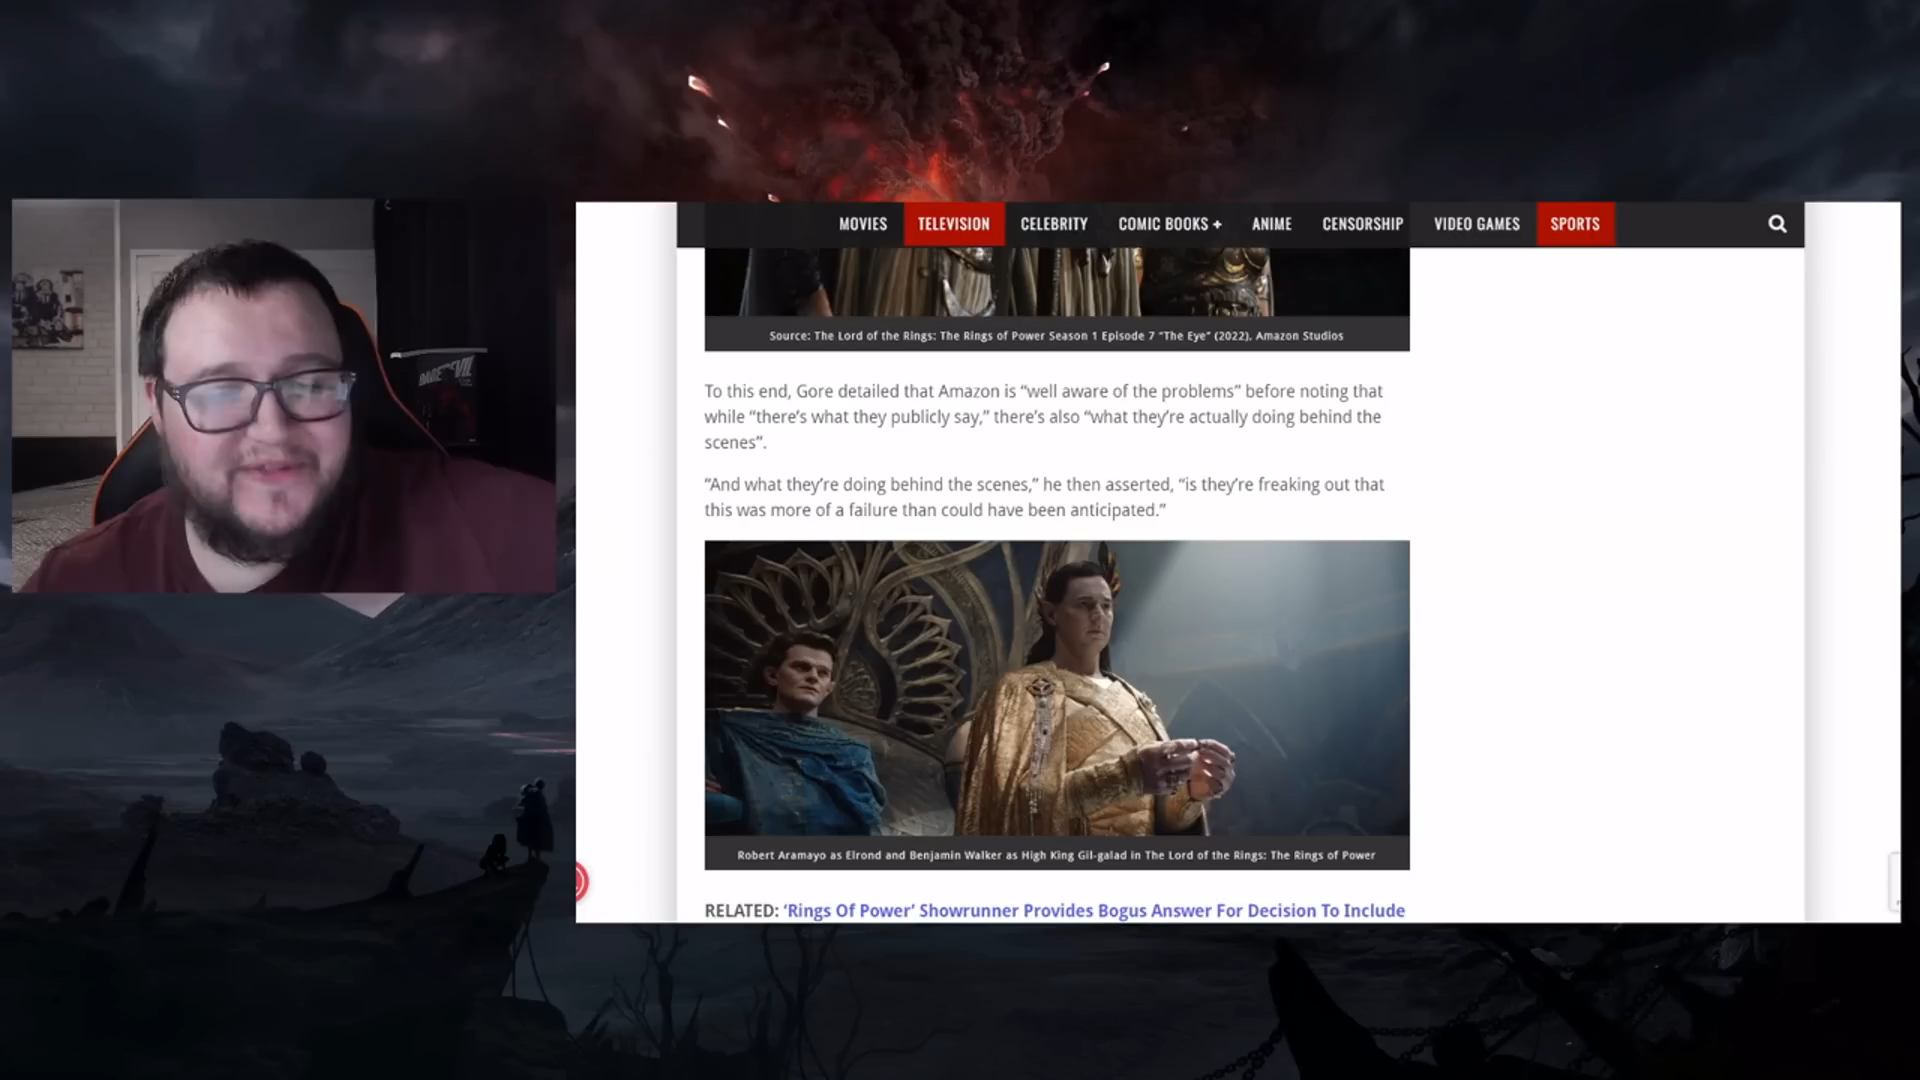 MOVIES TELEVISION CELEBRITY COMIC BOOKS + ANIME CENSORSHIP VIDEO GAMES SPORTS
DAREDEVIL
Source: The Lord of the Rings: The Rings of Power Season 1 Episode 7 “The Eye” (2022), Amazon Studios
To this end, Gore detailed that Amazon is “well aware of the problems” before noting that
while “there’s what they publicly say,” there’s also “what they’re actually doing behind the
scenes”.
“And what they’re doing behind the scenes,” he then asserted, “is they’re freaking out that
this was more of a failure than could have been anticipated.”
Robert Aramayo as Elrond and Benjamin Walker as High King Gil-galad in The Lord of the Rings: The Rings of Power
RELATED: ‘Rings Of Power’ Showrunner Provides Bogus Answer For Decision To Include